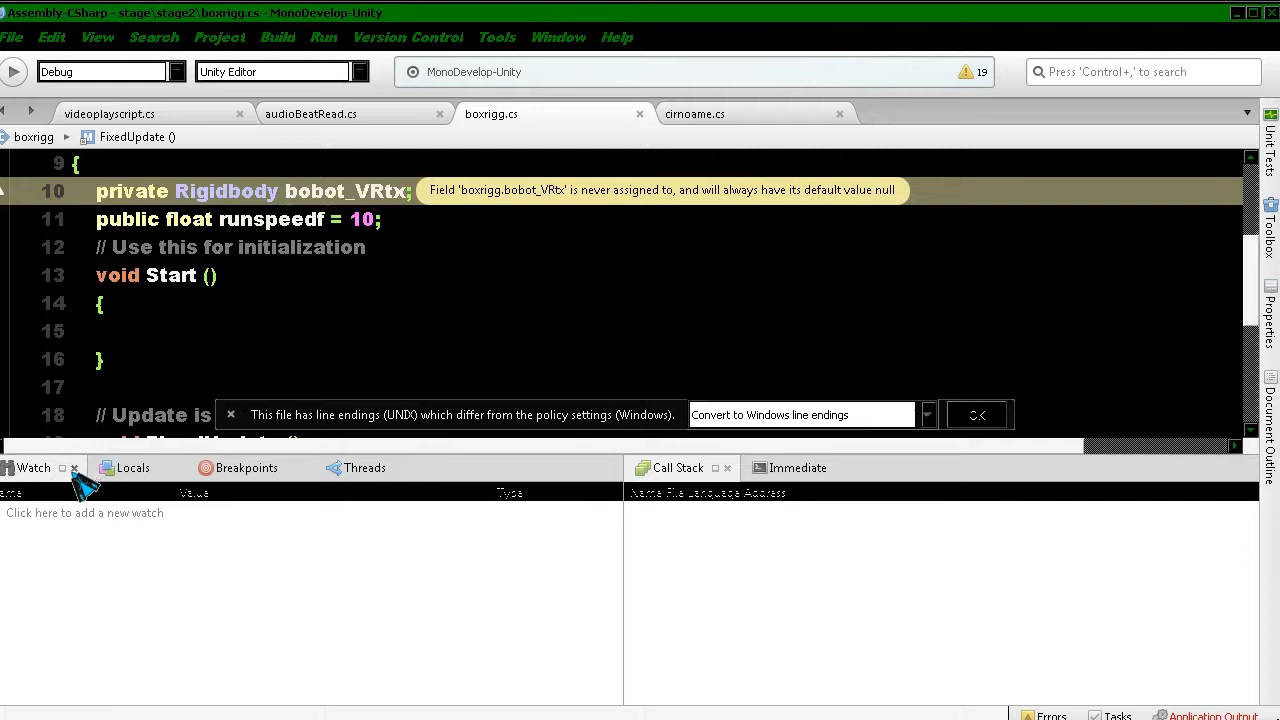 Assembly-CSharp - stage\stage2\boxrigg.cs - MonoDevelop-Unity
File Edit View Search Project Build Run Version Control Tools Window Help
Debug Unity Editor MonoDevelop-Unity 19 Press 'Control+,' to search
videoplayscript.cs audioBeatRead.cs boxrigg.cs cirnoame.cs
boxrigg FixedUpdate ()
9 {
10 private Rigidbody bobot_VRtx; Field 'boxrigg.bobot_VRtx' is never assigned to, and will always have its default value null
11 public float runspeedf = 10;
12 // Use this for initialization
13 void Start ()
14 {
15
16 }
17
18 // Update is
This file has line endings (UNIX) which differ from the policy settings (Windows). Convert to Windows line endings OK
Watch Locals Breakpoints Threads Call Stack Immediate
ame Value Type Name File Language Address
Click here to add a new watch
Unit Tests
Toolbox
Properties
Document Outline
Errors Tasks Application Output